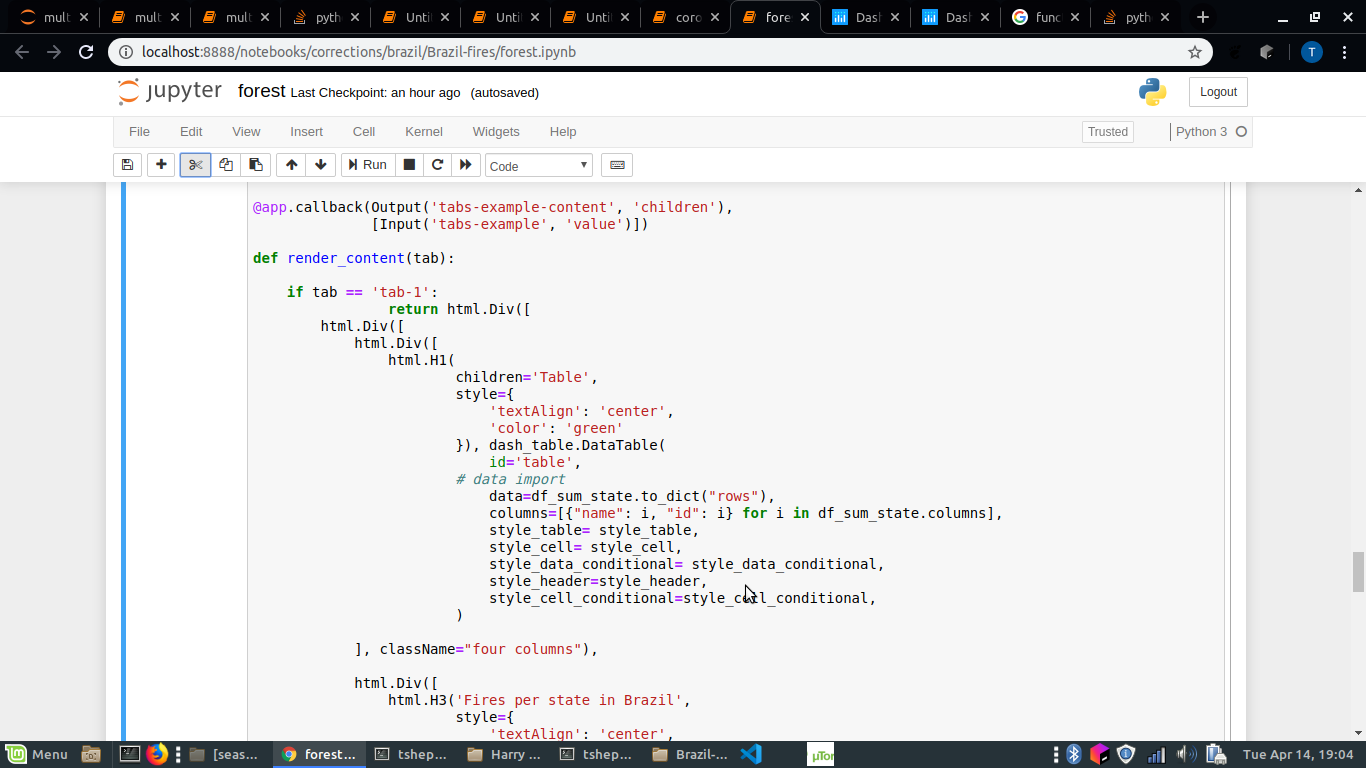 mult
mult
mult
pyth
Unti
Unti
Unti
coro
fore
Dash
Dash
func
pyth
localhost:8888/notebooks/corrections/brazil/Brazil-fires/forest.ipynb
T
jupyter forest Last Checkpoint: an hour ago (autosaved)
Logout
File Edit View Insert Cell Kernel Widgets Help
Trusted
Python 3
Run
Code
@app.callback(Output('tabs-example-content', 'children'),
[Input('tabs-example', 'value')])
def render_content(tab):
if tab == 'tab-1':
return html.Div([
html.Div([
html.Div([
html.H1(
children='Table',
style={
'textAlign': 'center',
'color': 'green'
}), dash_table.DataTable(
id='table',
# data import
data=df_sum_state.to_dict("rows"),
columns=[{"name": i, "id": i} for i in df_sum_state.columns],
style_table= style_table,
style_cell= style_cell,
style_data_conditional= style_data_conditional,
style_header=style_header,
style_cell_conditional=style_cell_conditional,
)
], className="four columns"),
html.Div([
html.H3('Fires per state in Brazil',
style={
'textAlign': 'center',
Menu
[seas...
forest...
tshep...
Harry ...
tshep...
Brazil-...
µTor
Tue Apr 14, 19:04